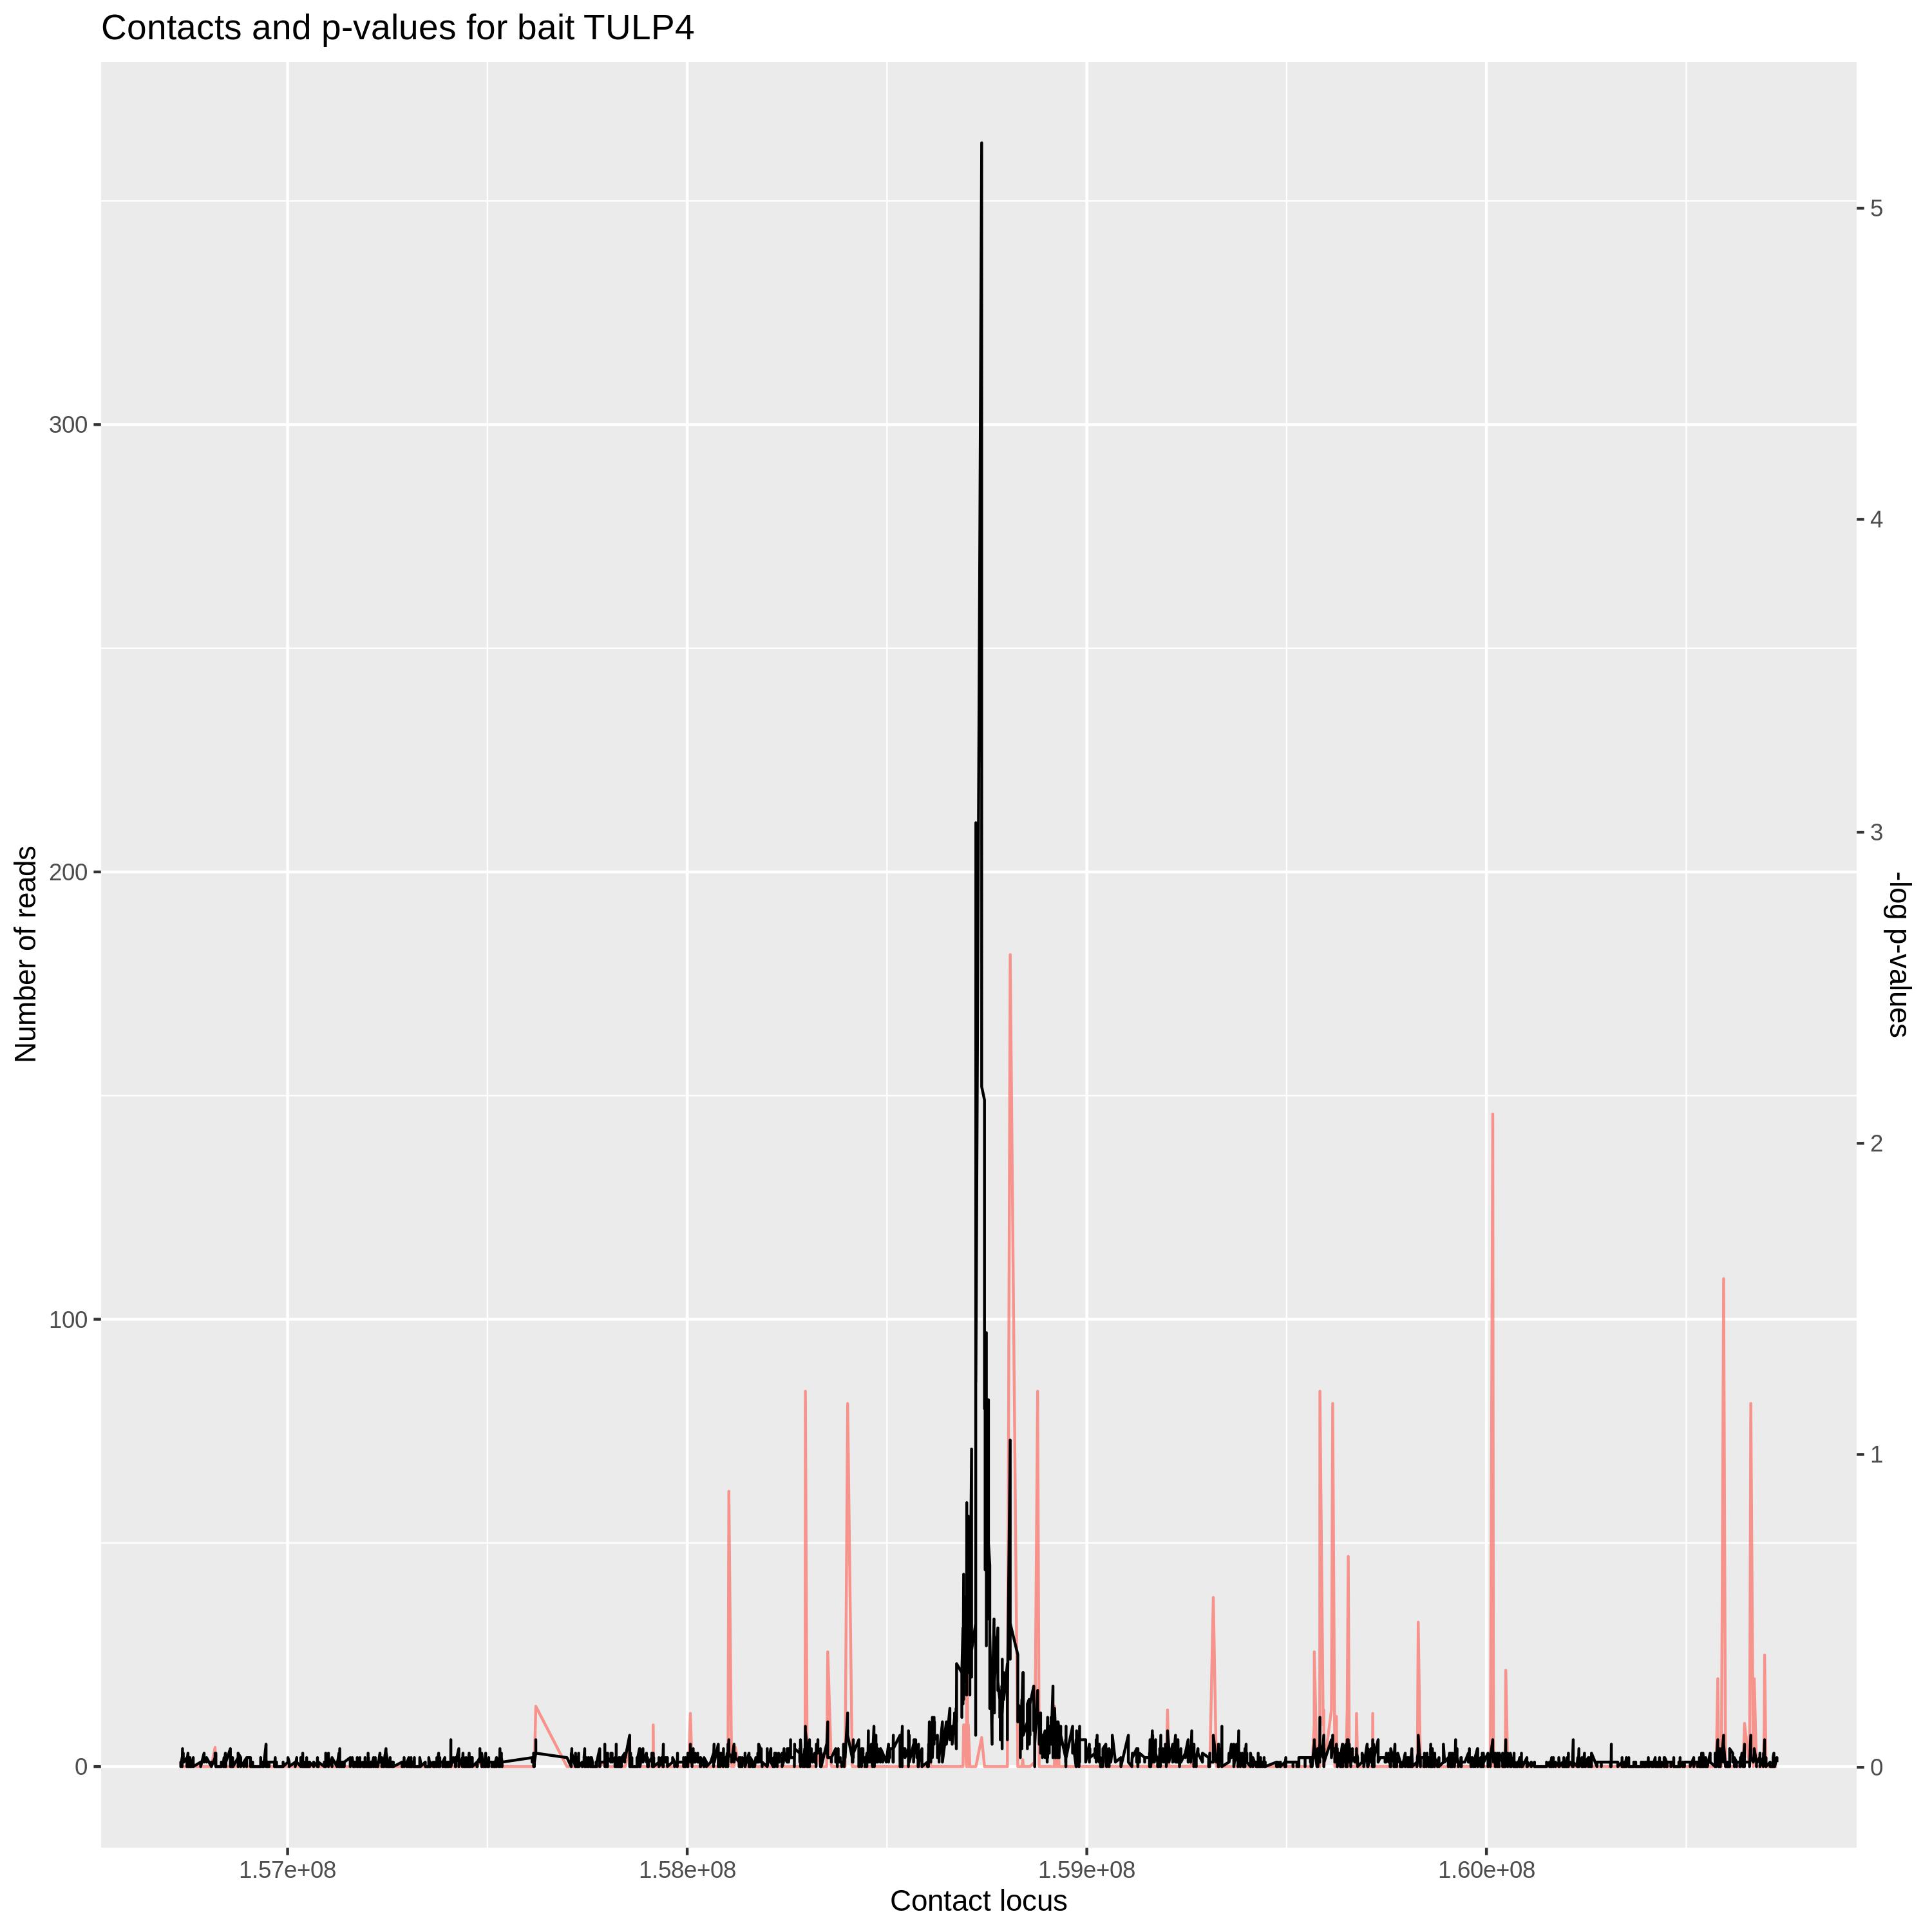 Contacts and p-values for bait TULP4
Number of reads
300
200
100
0
5
4
3
2
1
0
-log p-values
1.57e+08
1.58e+08
1.59e+08
1.60e+08
Contact locus